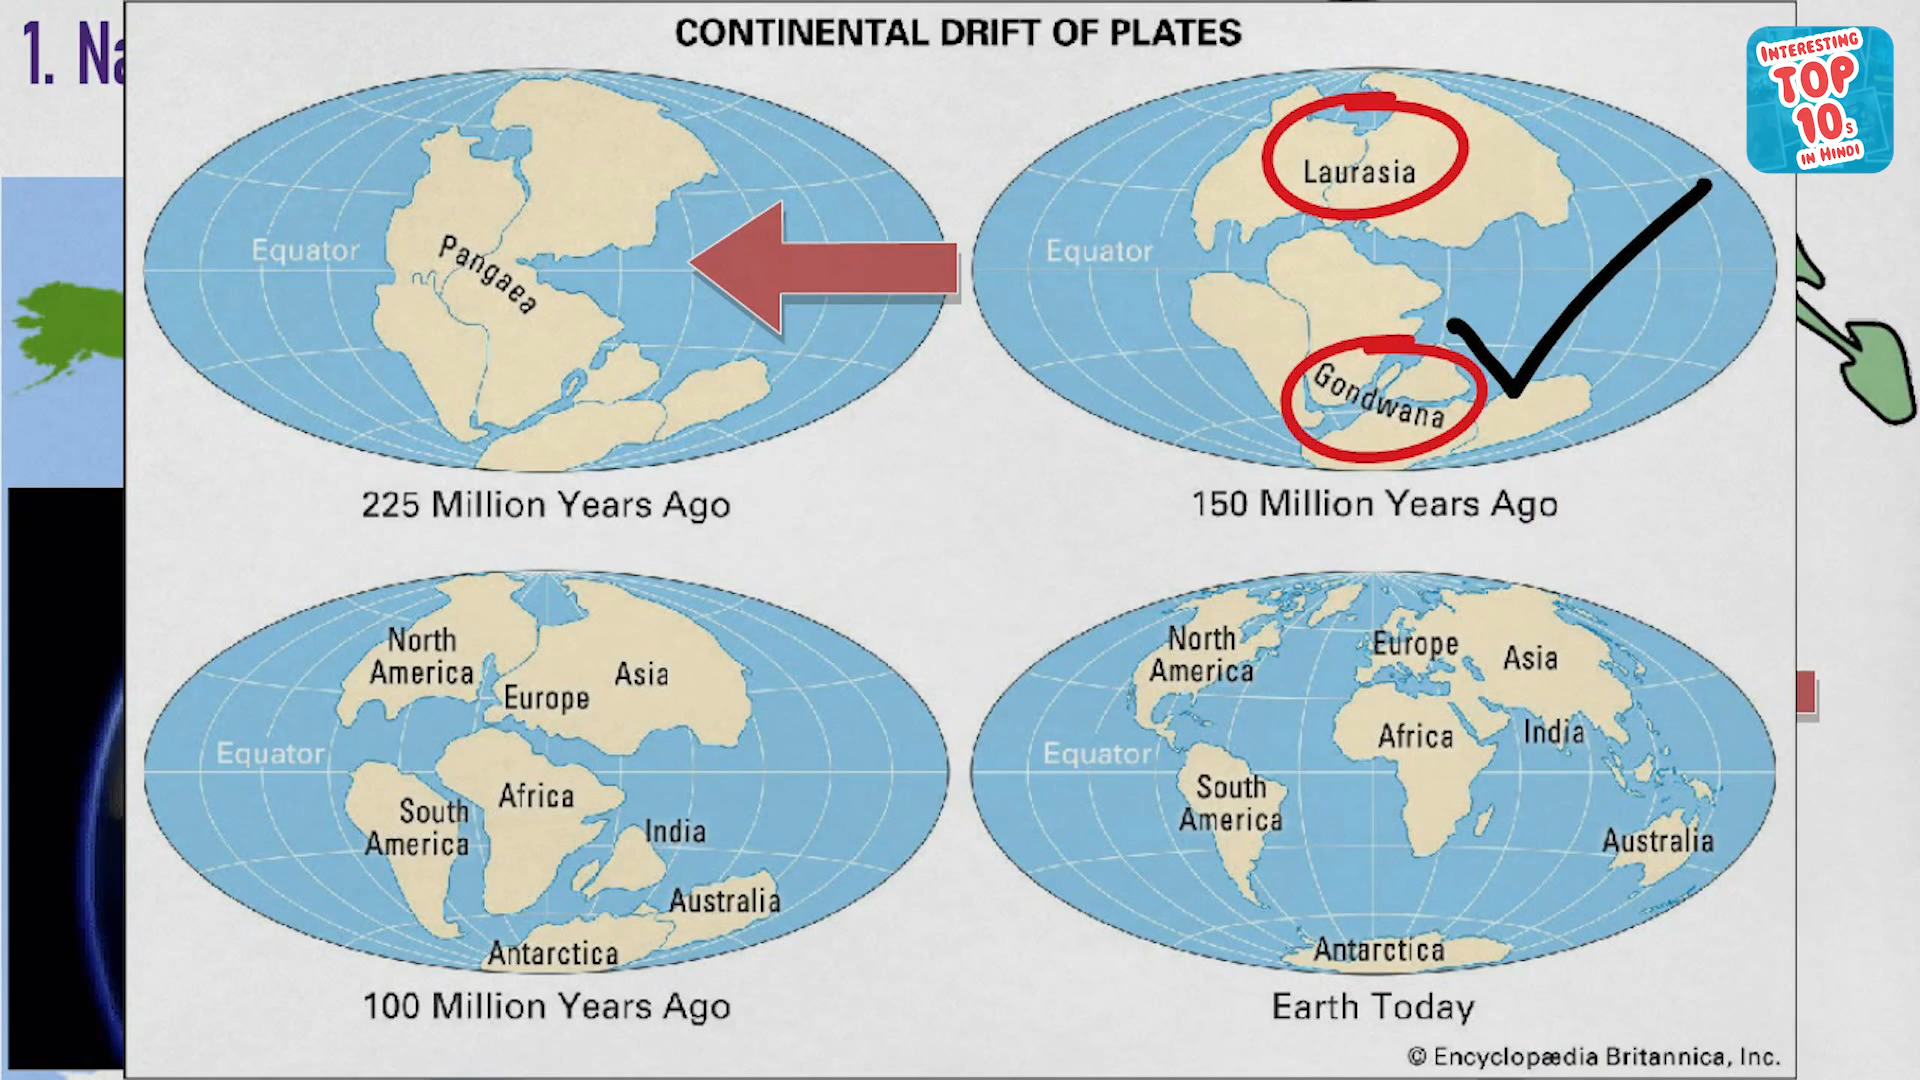 1. Na
CONTINENTAL DRIFT OF PLATES
INTERESTING
TOP
10s
IN HINDI
Equator
Pangaea
225 Million Years Ago
Laurasia
Equator
Gondwana
150 Million Years Ago
North
America
Asia
Europe
Equator
Africa
South
America
India
Australia
Antarctica
100 Million Years Ago
North
America
Europe
Asia
Africa
India
Equator
South
America
Australia
Antarctica
Earth Today
© Encyclopædia Britannica, Inc.